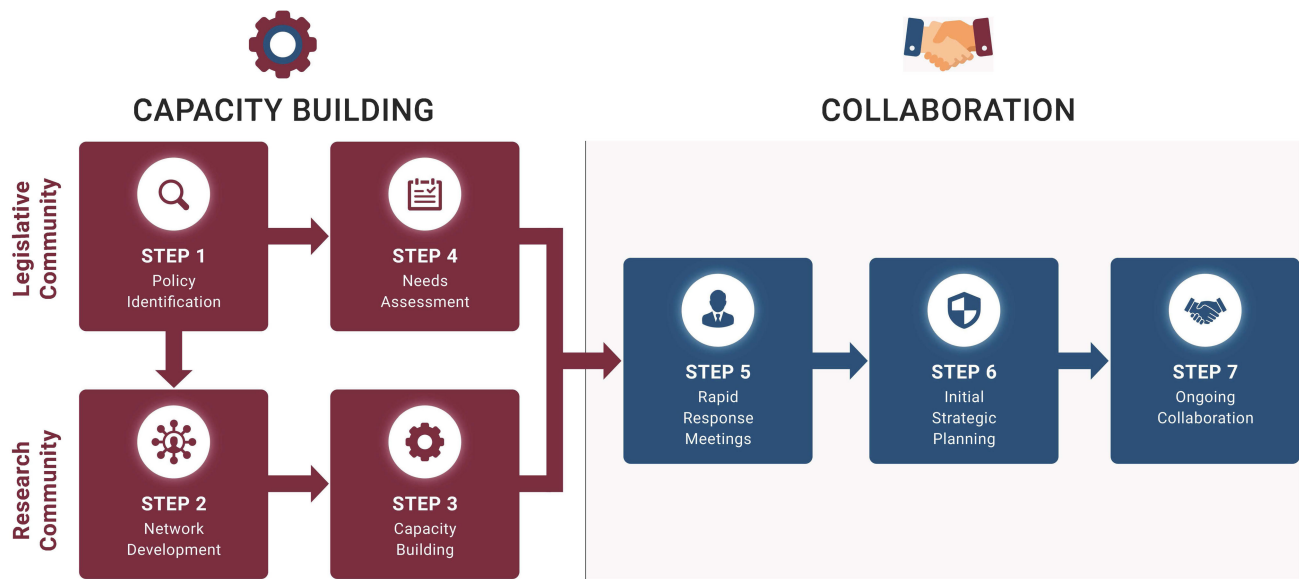 CAPACITY BUILDING
COLLABORATION
Legislative
Community
STEP 1
Policy
Identification
STEP 4
Needs
Assessment
Research
Community
STEP 2
Network
Development
STEP 3
Capacity
Building
STEP 5
Rapid
Response
Meetings
STEP 6
Initial
Strategic
Planning
STEP 7
Ongoing
Collaboration